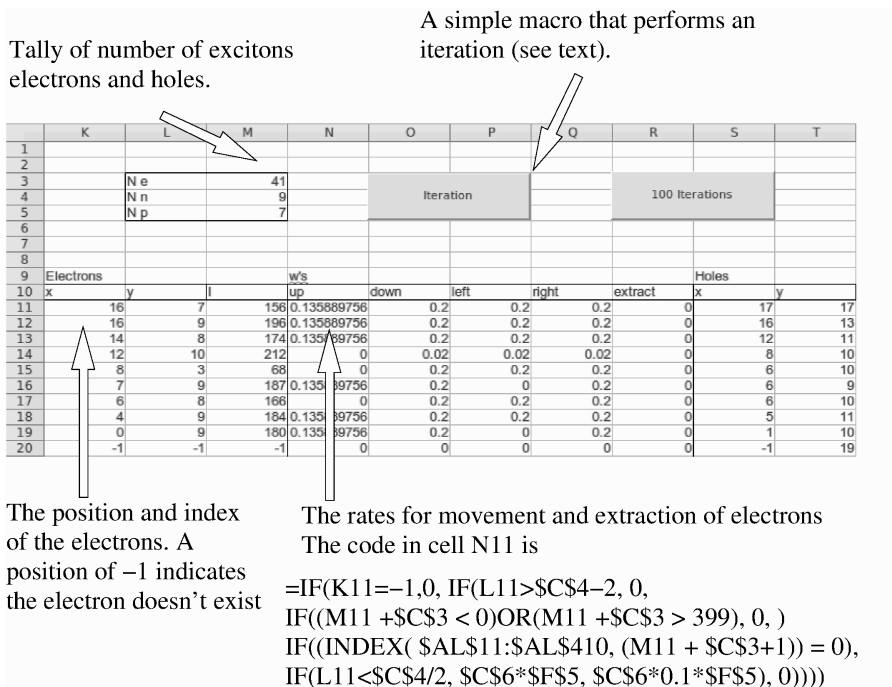 Tally of number of excitons
electrons and holes.
A simple macro that performs an
iteration (see text).
K L M N O P Q R S T
1
2
3 N e 41
4 N n 9
5 N p 7
Iteration
100 Iterations
6
7
8
9 Electrons w's Holes
10 x y I up down left right extract x y
11 16 7 156 0.135889756 0.2 0.2 0.2 0 17 17
12 16 9 196 0.135889756 0.2 0.2 0.2 0 16 13
13 14 8 174 0.135889756 0.2 0.2 0.2 0 12 11
14 12 10 212 0 0.02 0.02 0.02 0 8 10
15 8 3 68 0 0.2 0.2 0.2 0 6 10
16 7 9 187 0.135889756 0.2 0 0.2 0 6 9
17 6 8 166 0 0.2 0.2 0.2 0 6 10
18 4 9 184 0.135889756 0.2 0.2 0.2 0 5 11
19 0 9 180 0.135889756 0.2 0 0.2 0 1 10
20 -1 -1 -1 0 0 0 0 0 -1 19
The position and index
of the electrons. A
position of −1 indicates
the electron doesn't exist
The rates for movement and extraction of electrons
The code in cell N11 is
=IF(K11=−1,0, IF(L11>$C$4−2, 0,
IF((M11 +$C$3 < 0)OR(M11 +$C$3 > 399), 0, )
IF((INDEX( $AL$11:$AL$410, (M11 + $C$3+1)) = 0),
IF(L11<$C$4/2, $C$6*$F$5, $C$6*0.1*$F$5), 0))))